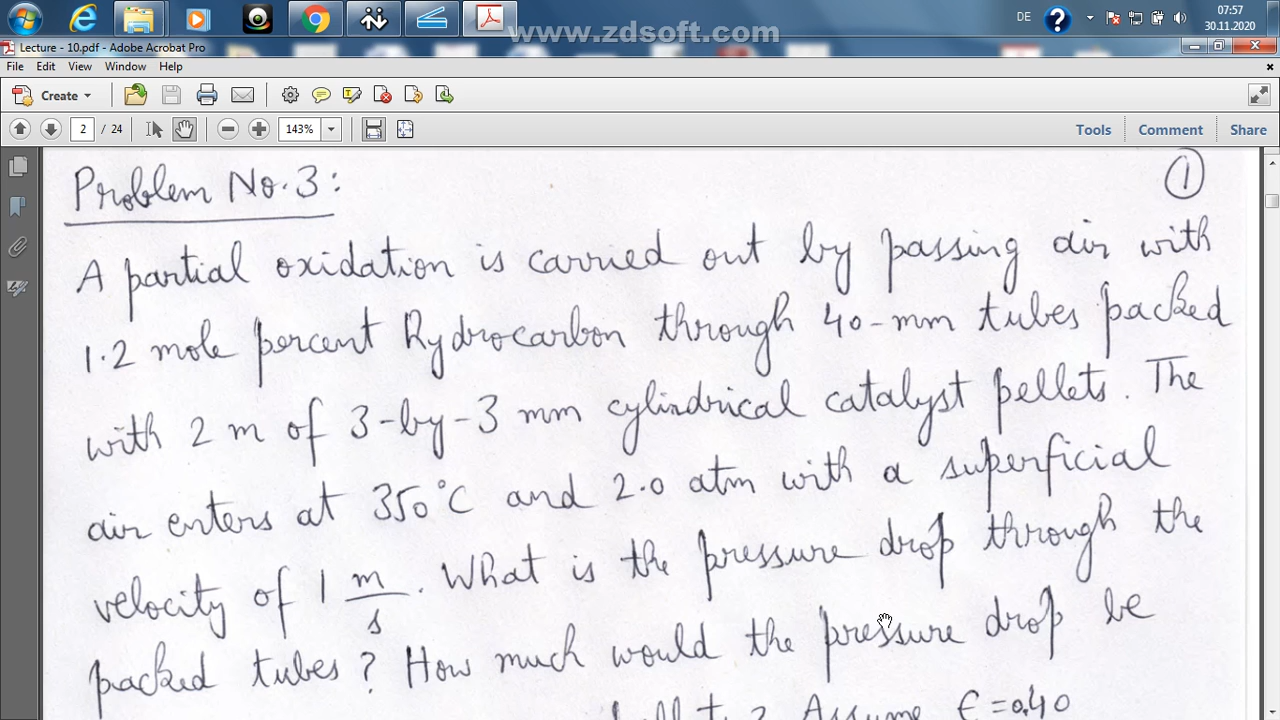 DE
07:57
30.11.2020
www.zdsoft.com
Lecture - 10.pdf - Adobe Acrobat Pro
File Edit View Window Help
Create
2 / 24
143%
Tools Comment Share
Problem No. 3:
1
A partial oxidation is carried out by passing air with
1.2 mole percent hydrocarbon through 40-mm tubes packed
with 2 m of 3-by-3 mm cylindrical catalyst pellets. The
air enters at 350°C and 2.0 atm with a superficial
velocity of 1 m/s. What is the pressure drop through the
packed tubes? How much would the pressure drop be
? Assume ε = 0.40